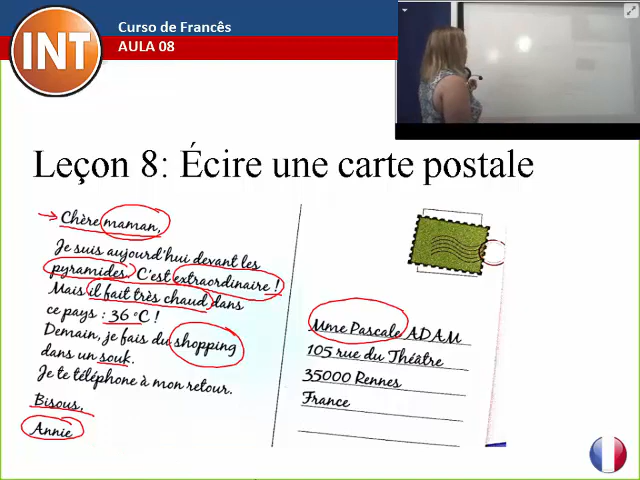 INT
Curso de Francês
AULA 08
Leçon 8: Écire une carte postale
Chère maman,
Je suis aujourd'hui devant les
pyramides. C'est extraordinaire !
Mais il fait très chaud dans
ce pays : 36 °C !
Demain, je fais du shopping
dans un souk.
Je te téléphone à mon retour.
Bisous,
Annie
Mme Pascale ADAM
105 rue du Théâtre
35000 Rennes
France